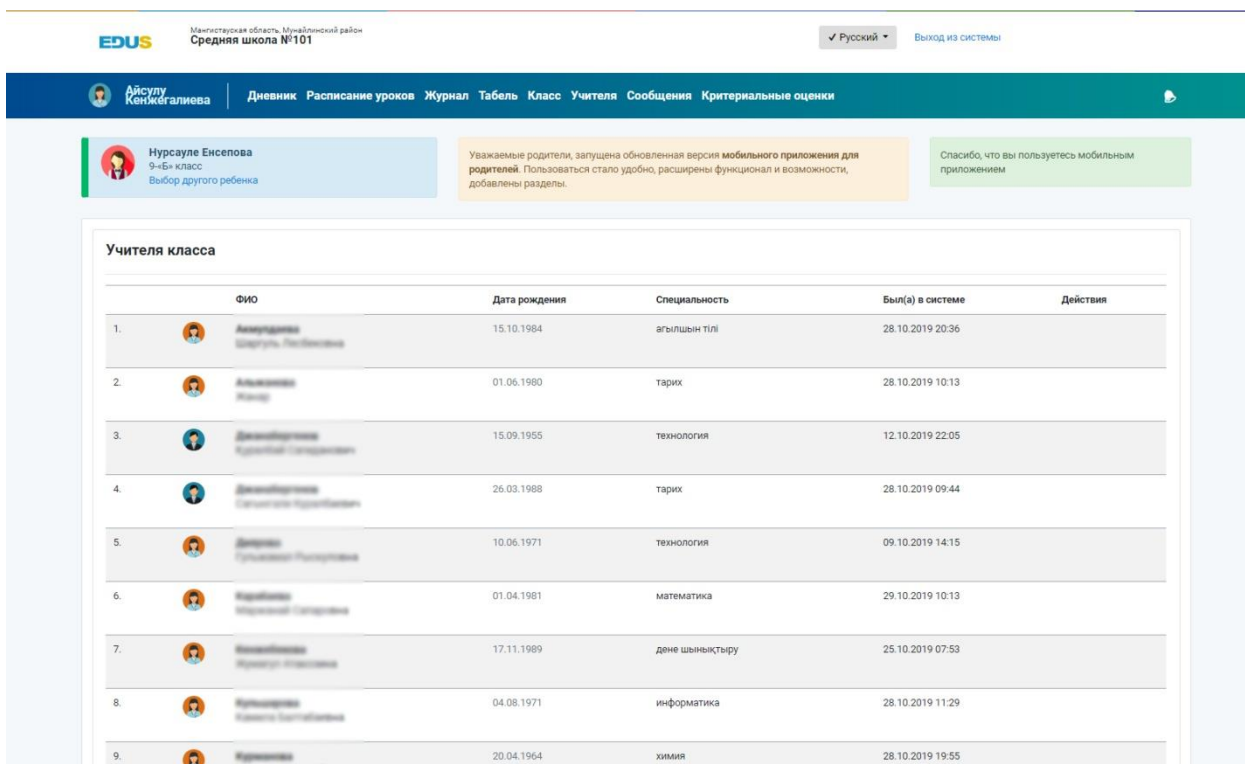 EDUS
Мангистауская область, Мунайлинский район
Средняя школа №101
✓ Русский
Выход из системы
Айсулу
Кенжегалиева
Дневник Расписание уроков Журнал Табель Класс Учителя Сообщения Критериальные оценки
Нурсауле Енсепова
9-«Б» класс
Выбор другого ребенка
Уважаемые родители, запущена обновленная версия мобильного приложения для
родителей. Пользоваться стало удобно, расширены функционал и возможности,
добавлены разделы.
Спасибо, что вы пользуетесь мобильным
приложением
Учителя класса
ФИО Дата рождения Специальность Был(а) в системе Действия
1. 15.10.1984 агылшын тілі 28.10.2019 20:36
2. 01.06.1980 тарих 28.10.2019 10:13
3. 15.09.1955 технология 12.10.2019 22:05
4. 26.03.1988 тарих 28.10.2019 09:44
5. 10.06.1971 технология 09.10.2019 14:15
6. 01.04.1981 математика 29.10.2019 10:13
7. 17.11.1989 дене шынықтыру 25.10.2019 07:53
8. 04.08.1971 информатика 28.10.2019 11:29
9. 20.04.1964 химия 28.10.2019 19:55